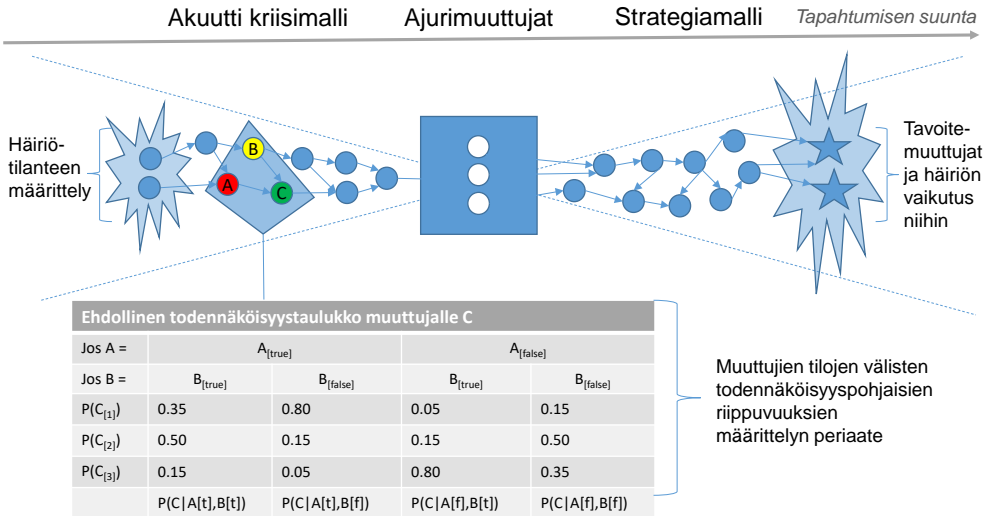 Akuutti kriisimalli Ajurimuuttujat Strategiamalli Tapahtumisen suunta
Häiriö-
tilanteen
määrittely
B
A
C
Tavoite-
muuttujat
ja häiriön
vaikutus
niihin
Ehdollinen todennäköisyystaulukko muuttujalle C
Jos A = A[true] A[false]
Jos B = B[true] B[false] B[true] B[false]
P(C[1]) 0.35 0.80 0.05 0.15
P(C[2]) 0.50 0.15 0.15 0.50
P(C[3]) 0.15 0.05 0.80 0.35
P(C|A[t],B[t]) P(C|A[t],B[f]) P(C|A[f],B[t]) P(C|A[f],B[f])
Muuttujien tilojen välisten
todennäköisyyspohjaisien
riippuvuuksien
määrittelyn periaate